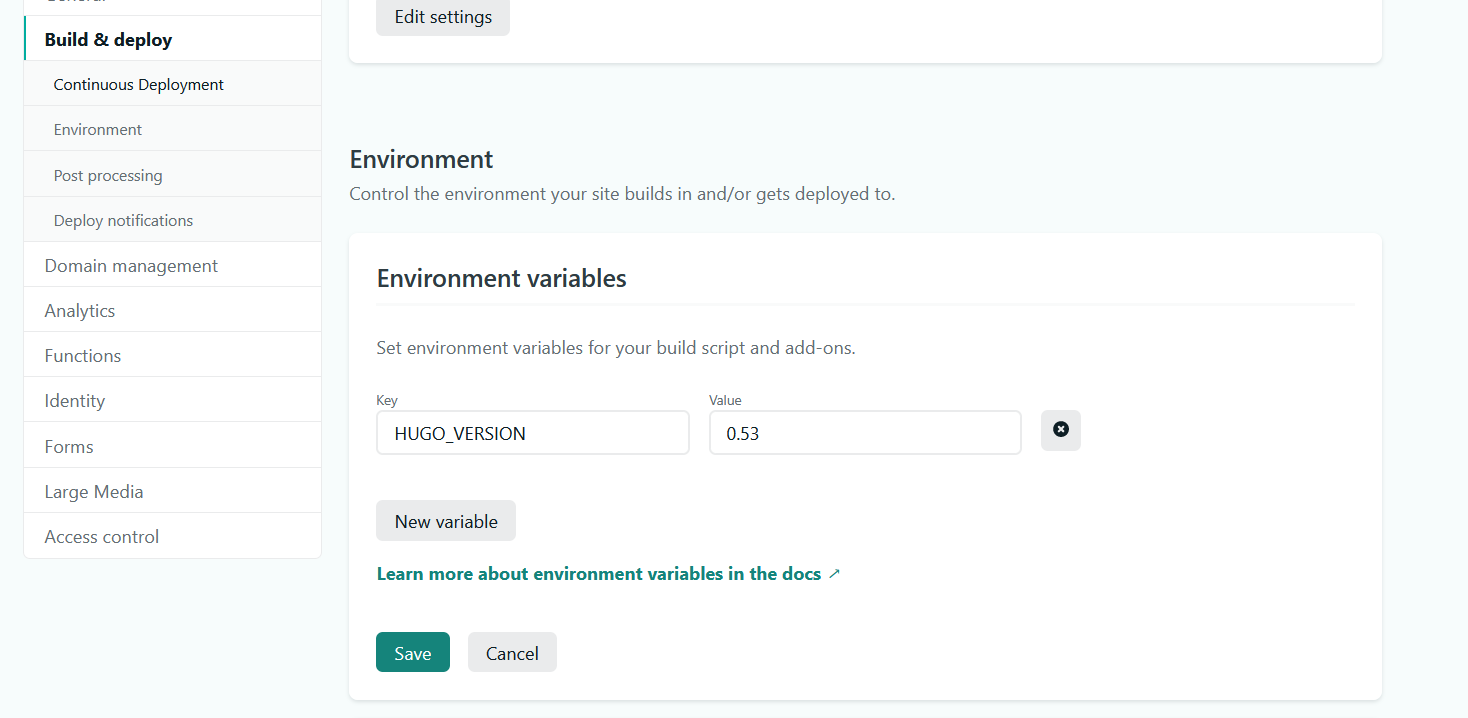 Edit settings
Build & deploy
Continuous Deployment
Environment
Post processing
Deploy notifications
Domain management
Analytics
Functions
Identity
Forms
Large Media
Access control
Environment
Control the environment your site builds in and/or gets deployed to.
Environment variables
Set environment variables for your build script and add-ons.
Key
Value
HUGO_VERSION
0.53
New variable
Learn more about environment variables in the docs ↗
Save
Cancel